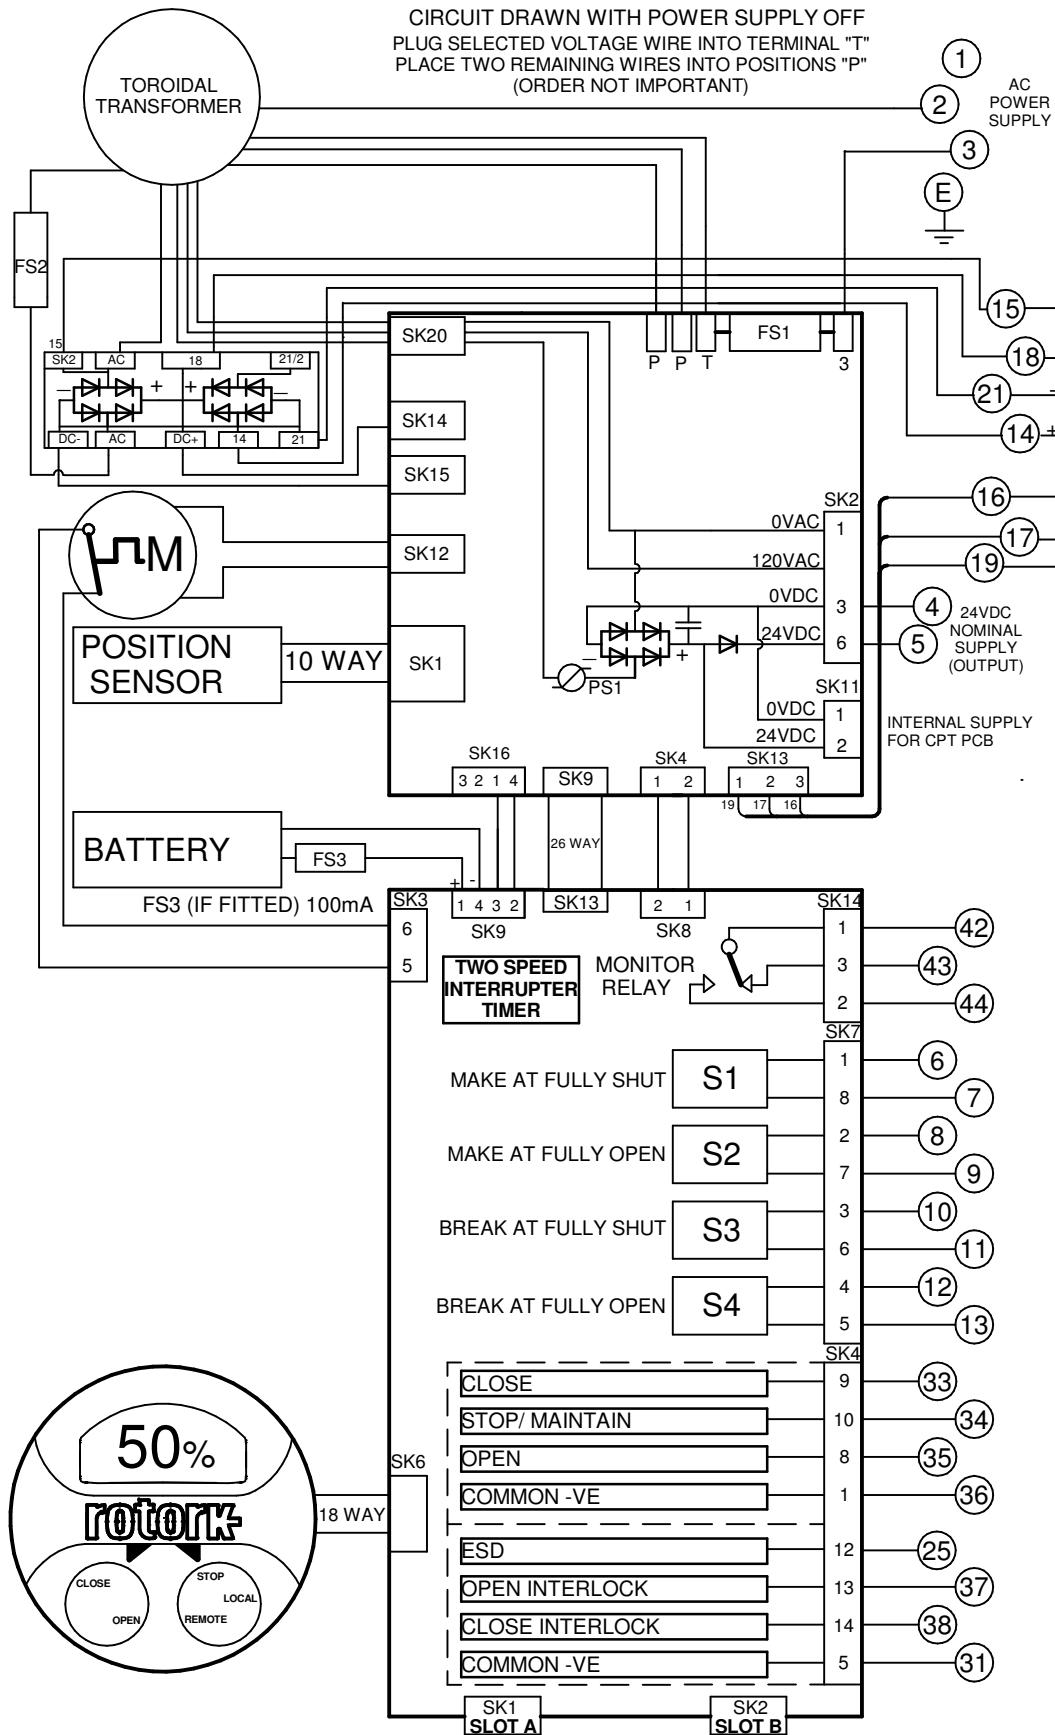 CIRCUIT DRAWN WITH POWER SUPPLY OFF
PLUG SELECTED VOLTAGE WIRE INTO TERMINAL "T"
PLACE TWO REMAINING WIRES INTO POSITIONS "P"
(ORDER NOT IMPORTANT)
TOROIDAL
TRANSFORMER
1
2
3
E
AC
POWER
SUPPLY
FS2
15
SK2
AC
18
21/2
− + + −
DC-
AC
DC+
14
21
SK20
SK14
SK15
SK12
SK1
P P T
FS1
3
15
18
21 -
14 +
16
17
19
M
POSITION
SENSOR
10 WAY
SK2
0VAC 1
120VAC
0VDC 3
24VDC 6
4
5
24VDC
NOMINAL
SUPPLY
(OUTPUT)
− +
PS1
SK11
0VDC 1
24VDC 2
INTERNAL SUPPLY
FOR CPT PCB
SK16
3 2 1 4
SK9
SK4
1 2
SK13
1 2 3
19 17 16
BATTERY
FS3
FS3 (IF FITTED) 100mA
26 WAY
+ -
SK3
6
5
1 4 3 2
SK9
SK13
2 1
SK8
TWO SPEED
INTERRUPTER
TIMER
MONITOR
RELAY
SK14
1 42
3 43
2 44
SK7
MAKE AT FULLY SHUT S1
1 6
8 7
MAKE AT FULLY OPEN S2
2 8
7 9
BREAK AT FULLY SHUT S3
3 10
6 11
BREAK AT FULLY OPEN S4
4 12
5 13
SK4
CLOSE 9 33
STOP/ MAINTAIN 10 34
OPEN 8 35
COMMON -VE 1 36
ESD 12 25
OPEN INTERLOCK 13 37
CLOSE INTERLOCK 14 38
COMMON -VE 5 31
50%
rotork
CLOSE
OPEN
STOP
LOCAL
REMOTE
18 WAY
SK6
SK1
SLOT A
SK2
SLOT B